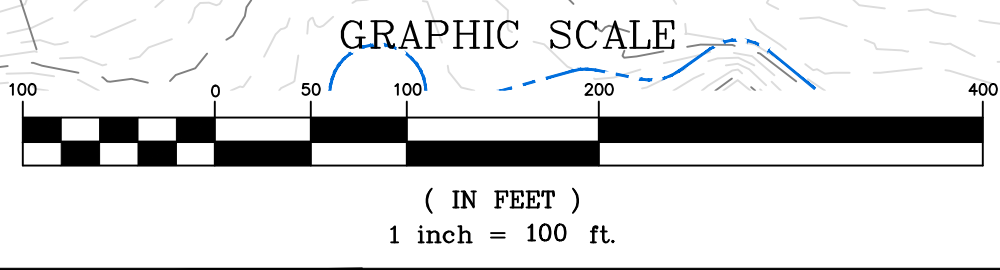 GRAPHIC SCALE
100 0 50 100 200 400
( IN FEET )
1 inch = 100 ft.